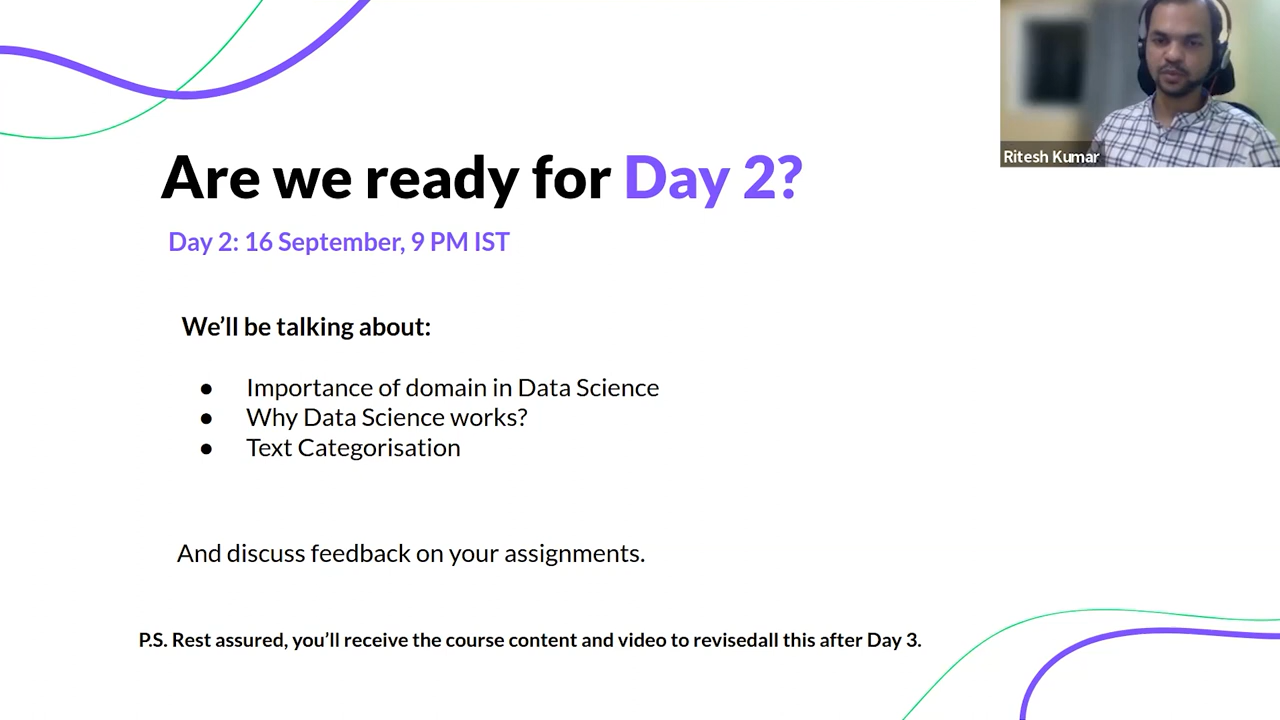 Ritesh Kumar
Are we ready for Day 2?
Day 2: 16 September, 9 PM IST
We'll be talking about:
● Importance of domain in Data Science
● Why Data Science works?
● Text Categorisation
And discuss feedback on your assignments.
P.S. Rest assured, you'll receive the course content and video to revisedall this after Day 3.